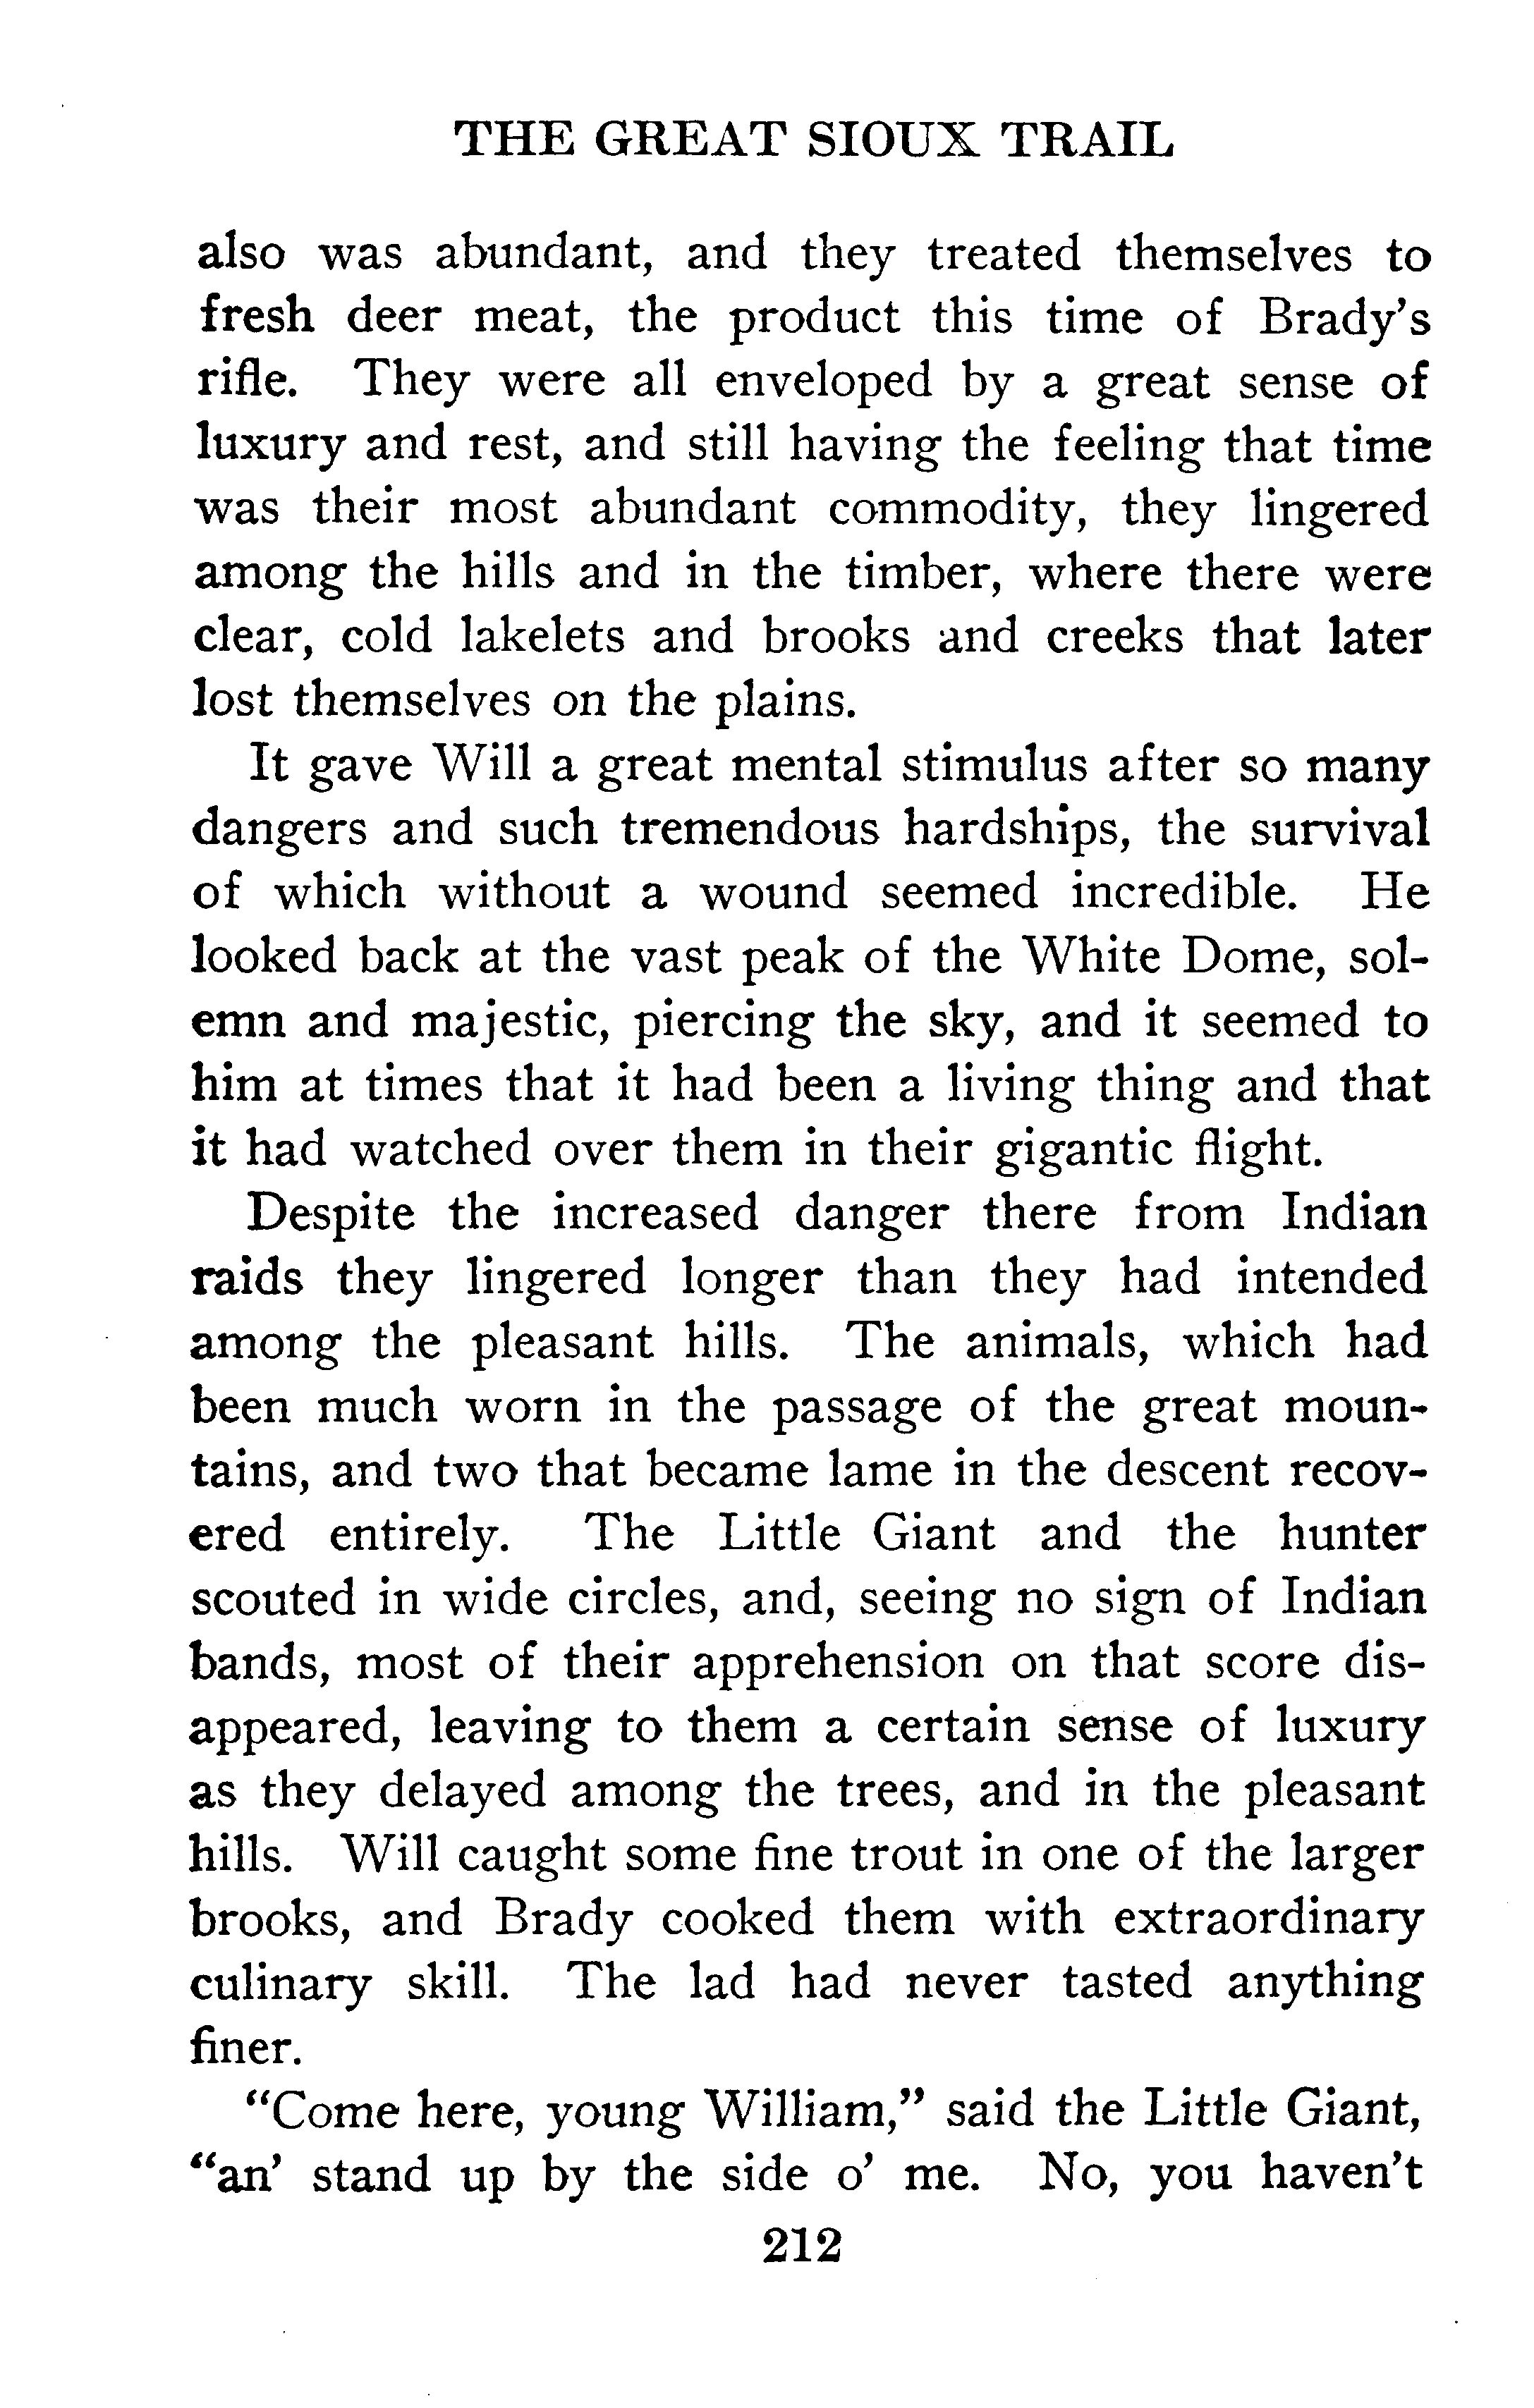 THE GREAT SIOUX TRAIL
also was abundant, and they treated themselves to
fresh deer meat, the product this time of Brady's
rifle. They were all enveloped by a great sense of
luxury and rest, and still having the feeling that time
was their most abundant commodity, they lingered
among the hills and in the timber, where there were
clear, cold lakelets and brooks and creeks that later
lost themselves on the plains.
It gave Will a great mental stimulus after so many
dangers and such tremendous hardships, the survival
of which without a wound seemed incredible. He
looked back at the vast peak of the White Dome, sol-
emn and majestic, piercing the sky, and it seemed to
him at times that it had been a living thing and that
it had watched over them in their gigantic flight.
Despite the increased danger there from Indian
raids they lingered longer than they had intended
among the pleasant hills. The animals, which had
been much worn in the passage of the great moun-
tains, and two that became lame in the descent recov-
ered entirely. The Little Giant and the hunter
scouted in wide circles, and, seeing no sign of Indian
bands, most of their apprehension on that score dis-
appeared, leaving to them a certain sense of luxury
as they delayed among the trees, and in the pleasant
hills. Will caught some fine trout in one of the larger
brooks, and Brady cooked them with extraordinary
culinary skill. The lad had never tasted anything
finer.
"Come here, young William," said the Little Giant,
"an' stand up by the side o' me. No, you haven't
212